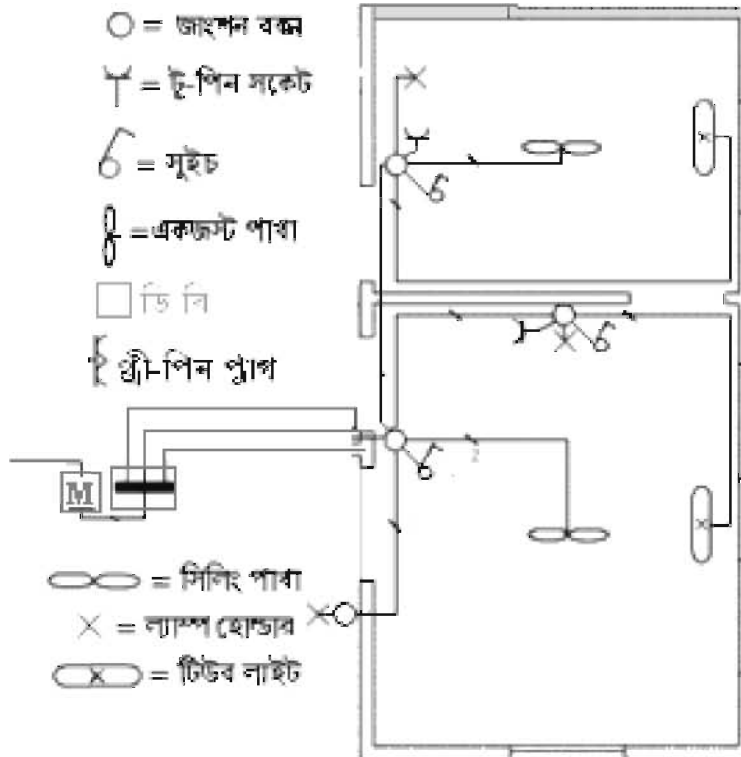 = জাংশন বক্স
= টু-পিন সকেট
= সুইচ
=একজস্ট পাখা
ডি বি
থ্রী-পিন প্লাগ
M
= সিলিং পাখা
= ল্যাম্প হোল্ডার
= টিউব লাইট